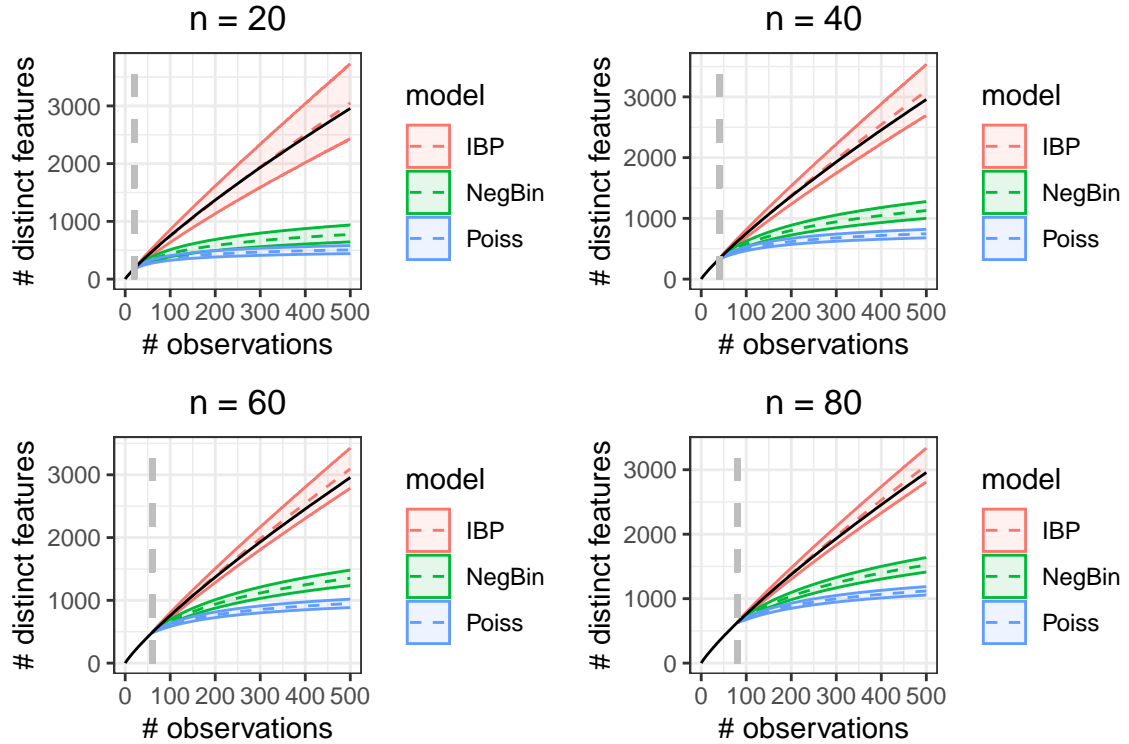 n = 20
# distinct features
3000
2000
1000
0
0 100 200 300 400 500
# observations
model
IBP
NegBin
Poiss
n = 40
# distinct features
3000
2000
1000
0
0 100 200 300 400 500
# observations
model
IBP
NegBin
Poiss
n = 60
# distinct features
3000
2000
1000
0
0 100 200 300 400 500
# observations
model
IBP
NegBin
Poiss
n = 80
# distinct features
3000
2000
1000
0
0 100 200 300 400 500
# observations
model
IBP
NegBin
Poiss